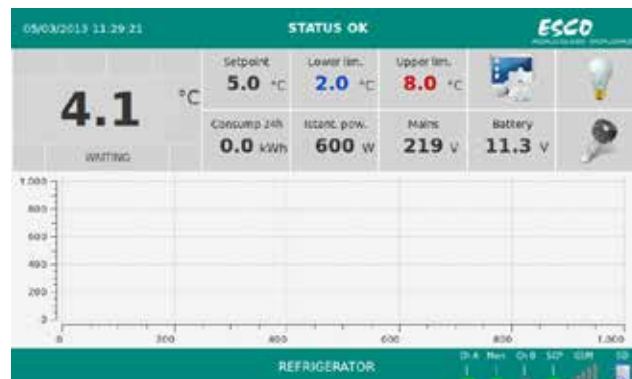 05/03/2013 11:29:21 STATUS OK ESCO
Setpoint Lower lim. Upper lim.
5.0 °C 2.0 °C 8.0 °C
4.1 °C
Consump 24h Istant. pow. Mains Battery
0.0 kWh 600 W 219 V 11.3 V
WAITING
1.000
800
600
400
200
0
0 200 400 600 800 1.000
REFRIGERATOR
Ch A Mon Ch B SCP GSM SD